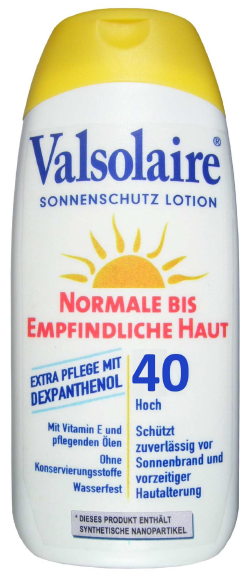 Valsolaire®
SONNENSCHUTZ LOTION
NORMALE BIS
EMPFINDLICHE HAUT
EXTRA PFLEGE MIT
DEXPANTHENOL
Mit Vitamin E und
pflegenden Ölen
Ohne
Konservierungsstoffe
Wasserfest
40
Hoch
Schützt
zuverlässig vor
Sonnenbrand und
vorzeitiger
Hautalterung
*DIESES PRODUKT ENTHÄLT
SYNTHETISCHE NANOPARTIKEL